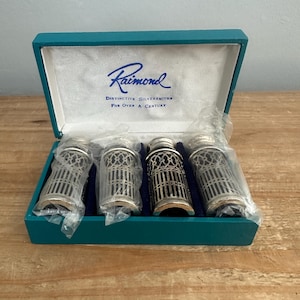 Raimond
Distinctive Silversmiths
For Over A Century